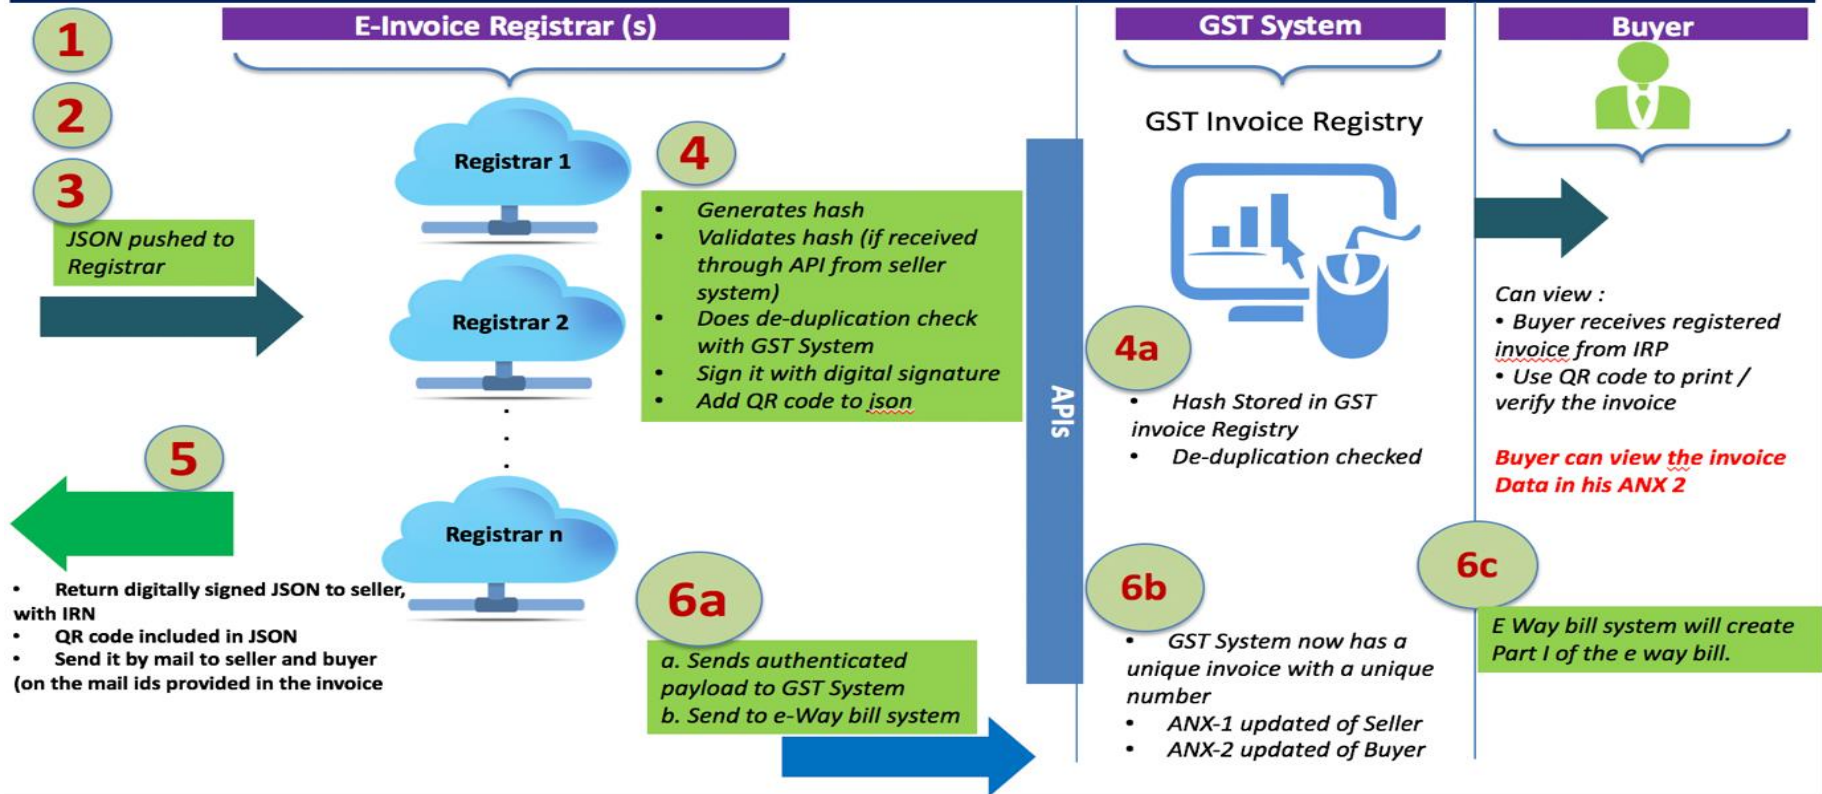 E-Invoice Registrar (s)
GST System
Buyer
1
2
3
JSON pushed to
Registrar
Registrar 1
Registrar 2
.
.
.
Registrar n
4
• Generates hash
• Validates hash (if received
through API from seller
system)
• Does de-duplication check
with GST System
• Sign it with digital signature
• Add QR code to json
5
• Return digitally signed JSON to seller,
with IRN
• QR code included in JSON
• Send it by mail to seller and buyer
(on the mail ids provided in the invoice
6a
a. Sends authenticated
payload to GST System
b. Send to e-Way bill system
APIs
GST Invoice Registry
4a
• Hash Stored in GST
invoice Registry
• De-duplication checked
6b
• GST System now has a
unique invoice with a unique
number
• ANX-1 updated of Seller
• ANX-2 updated of Buyer
Can view :
• Buyer receives registered
invoice from IRP
• Use QR code to print /
verify the invoice
Buyer can view the invoice
Data in his ANX 2
6c
E Way bill system will create
Part I of the e way bill.